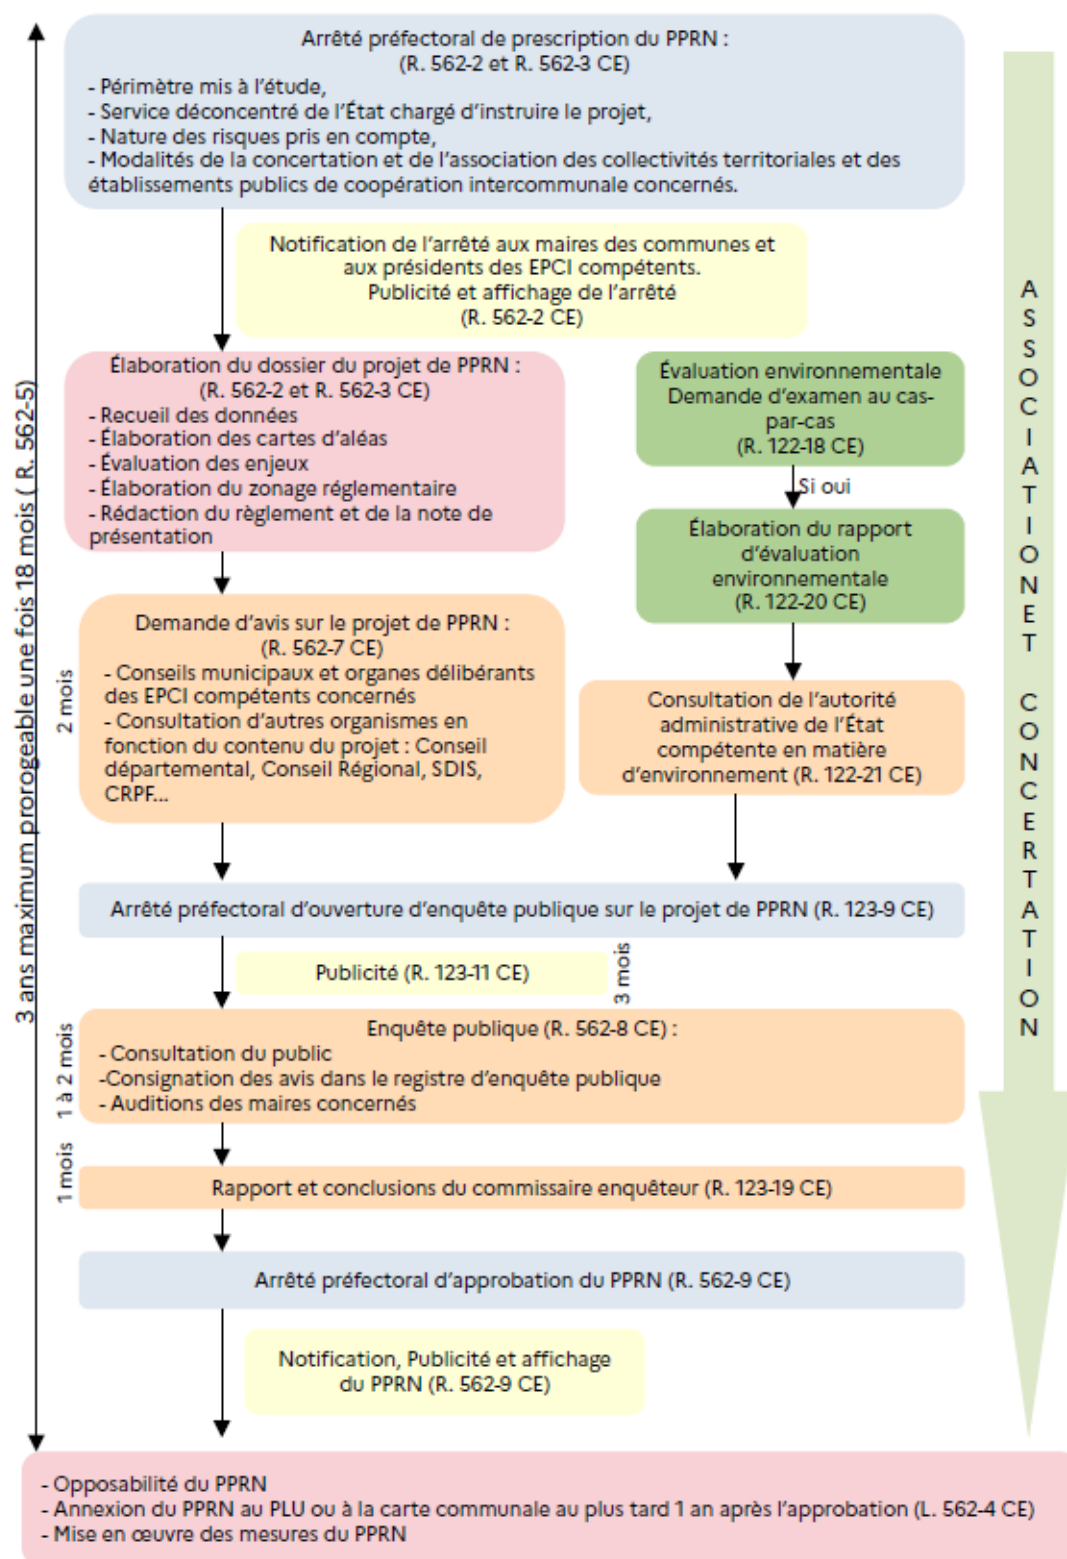 Arrêté préfectoral de prescription du PPRN :
(R. 562-2 et R. 562-3 CE)
- Périmètre mis à l'étude,
- Service déconcentré de l'État chargé d'instruire le projet,
- Nature des risques pris en compte,
- Modalités de la concertation et de l'association des collectivités territoriales et des
établissements publics de coopération intercommunale concernés.
Notification de l'arrêté aux maires des communes et
aux présidents des EPCI compétents.
Publicité et affichage de l'arrêté
(R. 562-2 CE)
Élaboration du dossier du projet de PPRN :
(R. 562-2 et R. 562-3 CE)
- Recueil des données
- Élaboration des cartes d'aléas
- Évaluation des enjeux
- Élaboration du zonage réglementaire
- Rédaction du règlement et de la note de
présentation
Évaluation environnementale
Demande d'examen au cas-
par-cas
(R. 122-18 CE)
Si oui
Élaboration du rapport
d'évaluation
environnementale
(R. 122-20 CE)
Demande d'avis sur le projet de PPRN :
(R. 562-7 CE)
- Conseils municipaux et organes délibérants
des EPCI compétents concernés
- Consultation d'autres organismes en
fonction du contenu du projet : Conseil
départemental, Conseil Régional, SDIS,
CRPF...
2 mois
Consultation de l'autorité
administrative de l'État
compétente en matière
d'environnement (R. 122-21 CE)
Arrêté préfectoral d'ouverture d'enquête publique sur le projet de PPRN (R. 123-9 CE)
Publicité (R. 123-11 CE)
3 mois
Enquête publique (R. 562-8 CE) :
- Consultation du public
-Consignation des avis dans le registre d'enquête publique
- Auditions des maires concernés
1 à 2 mois
Rapport et conclusions du commissaire enquêteur (R. 123-19 CE)
1 mois
Arrêté préfectoral d'approbation du PPRN (R. 562-9 CE)
Notification, Publicité et affichage
du PPRN (R. 562-9 CE)
- Opposabilité du PPRN
- Annexion du PPRN au PLU ou à la carte communale au plus tard 1 an après l'approbation (L. 562-4 CE)
- Mise en œuvre des mesures du PPRN
3 ans maximum prorogeable une fois 18 mois ( R. 562-5)
ASSOCIATIONET CONCERTATION